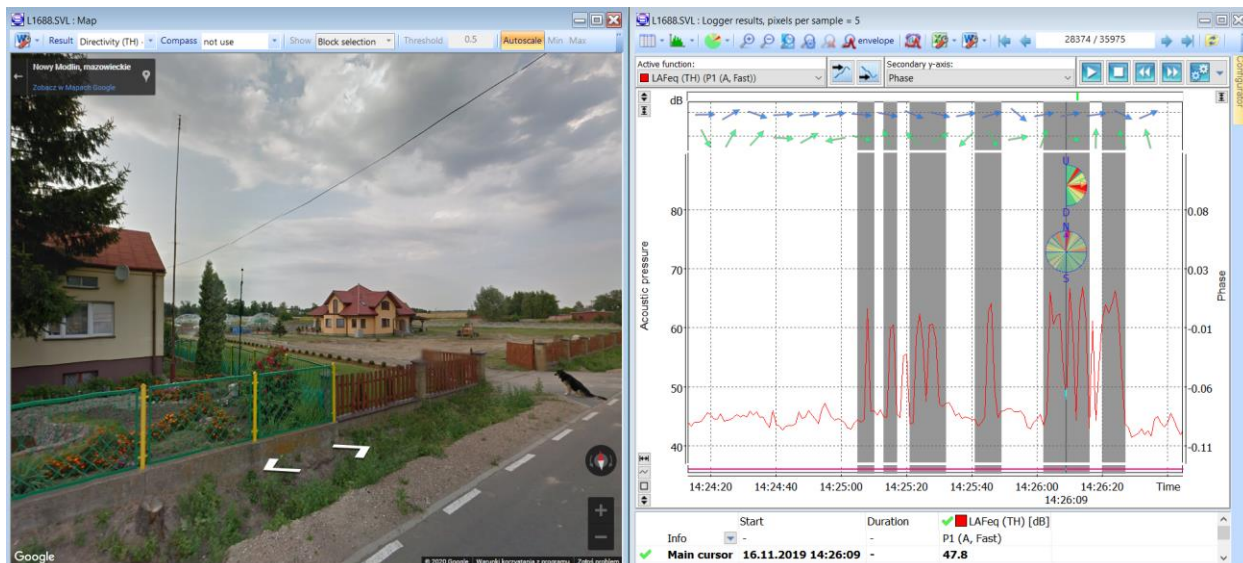 L1688.SVL : Map
Result Directivity (TH) Compass not use Show Block selection Threshold 0.5 Autoscale Min Max
Nowy Modlin, mazowieckie
Zobacz w Mapach Google
Google
© 2020 Google Warunki korzystania z programu Zgłoś problem
L1688.SVL : Logger results, pixels per sample = 5
envelope 28374 / 35975
Configurator
Active function: Secondary y-axis:
LAFeq (TH) (P1 (A, Fast)) Phase
dB
U
D
N
S
80 0.08
70 0.03
60 -0.01
50 -0.06
40 -0.11
Acoustic pressure
Phase
14:24:20 14:24:40 14:25:00 14:25:20 14:25:40 14:26:00 14:26:20 Time
14:26:09
Start Duration LAFeq (TH) [dB]
Info - - P1 (A, Fast)
Main cursor 16.11.2019 14:26:09 - 47.8